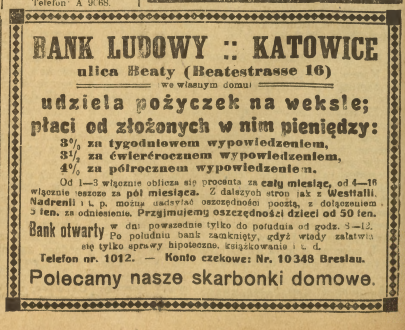 Telefon: A 9068.
BANK LUDOWY :: KATOWICE
ulica Beaty (Beatestrasse 16)
we własnym domu!
udziela pożyczek na weksle;
płaci od złożonych w nim pieniędzy:
3% za tygodniowem wypowiedzeniem,
3½ za ćwierćrocznem wypowiedzeniem,
4% za półrocznem wypowiedzeniem.
Od 1—3 włącznie oblicza się procenta za cały miesiąc, od 4—16
włącznie jeszcze za pół miesiąca. Z dalszych stron jak z Westfalii,
Nadrenii i t. p. można nadsyłać oszczędności pocztą, z dołączeniem
5 fen. za odniesienie. Przyjmujemy oszczędności dzieci od 50 fen.
Bank otwarty w dni powszednie tylko do południa od godz. 8—12.
Po południu bank zamknięty, gdyż wtedy załatwia
się tylko sprawy hipoteczne, książkowania i t. d.
Telefon nr. 1012. — Konto czekowe: Nr. 10348 Breslau.
Polecamy nasze skarbonki domowe.